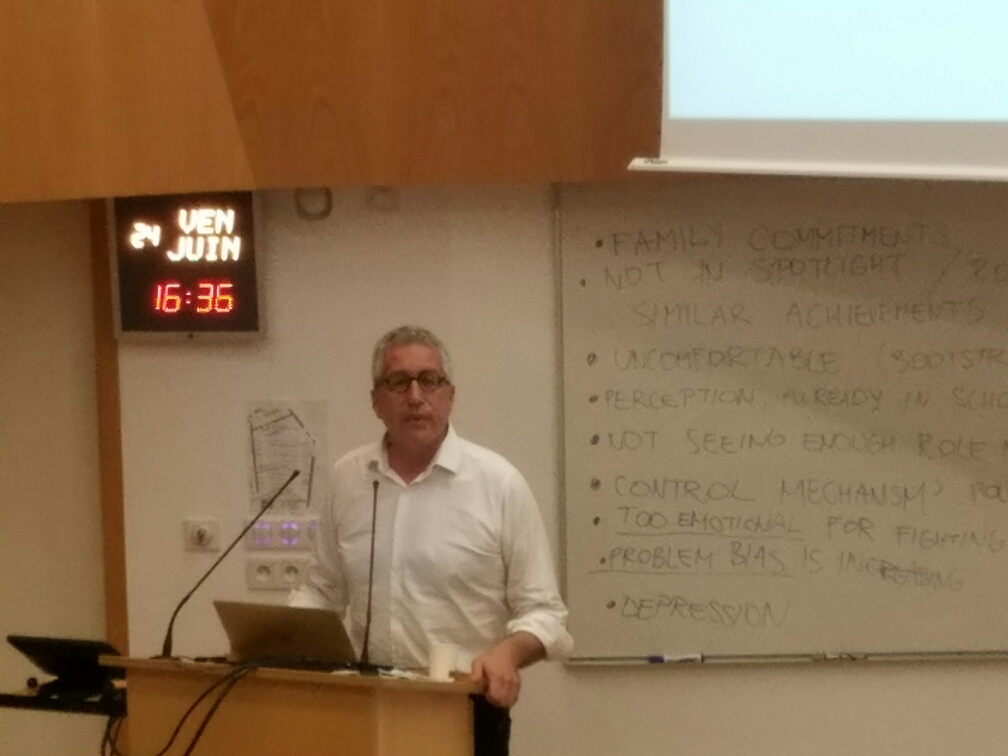 24 VEN
JUIN
16:36
• FAMILY COMMITMENTS
• NOT IN SPOTLIGHT /
SIMILAR ACHIEVEMENTS
• UNCOMFORTABLE
• PERCEPTION ALREADY IN
• NOT SEEING ENOUGH ROLE
• CONTROL MECHANISM?
• TOO EMOTIONAL FOR FIGHTING
• PROBLEM BIAS IS INCREASING
• DEPRESSION